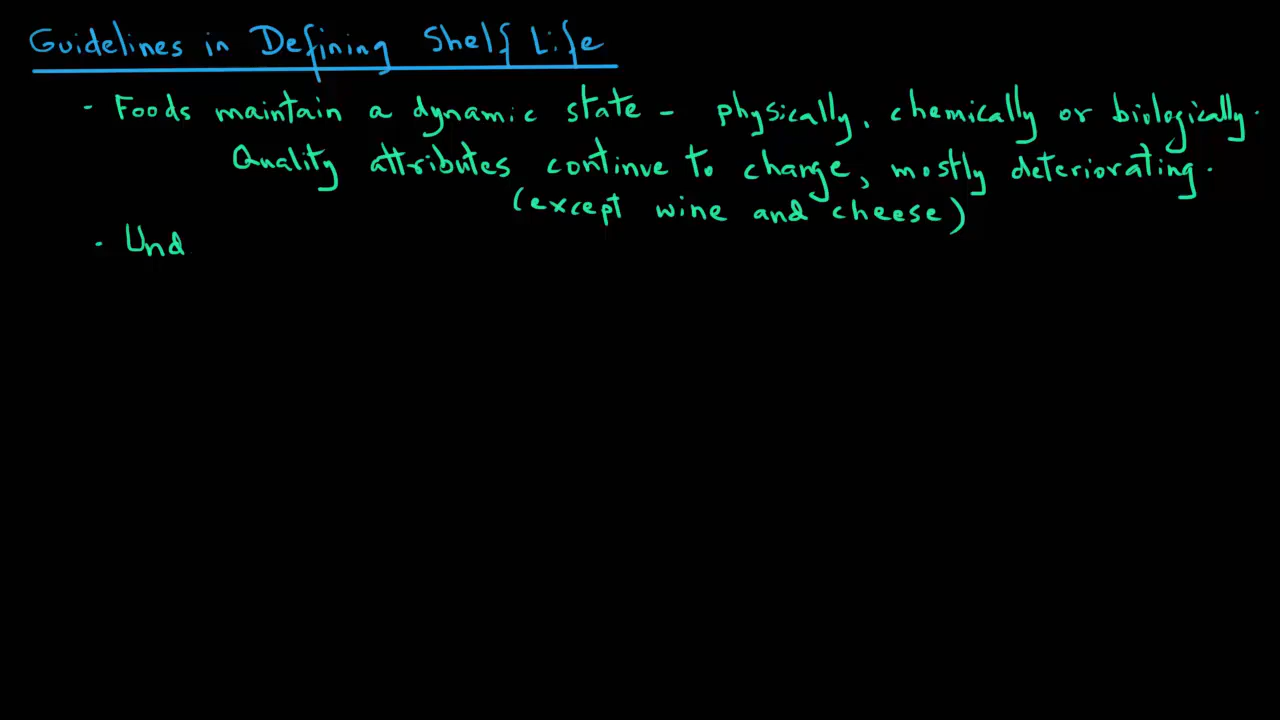 Guidelines in Defining Shelf Life
· Foods maintain a dynamic state - physically, chemically or biologically.
Quality attributes continue to change, mostly deteriorating.
(except wine and cheese)
· Und